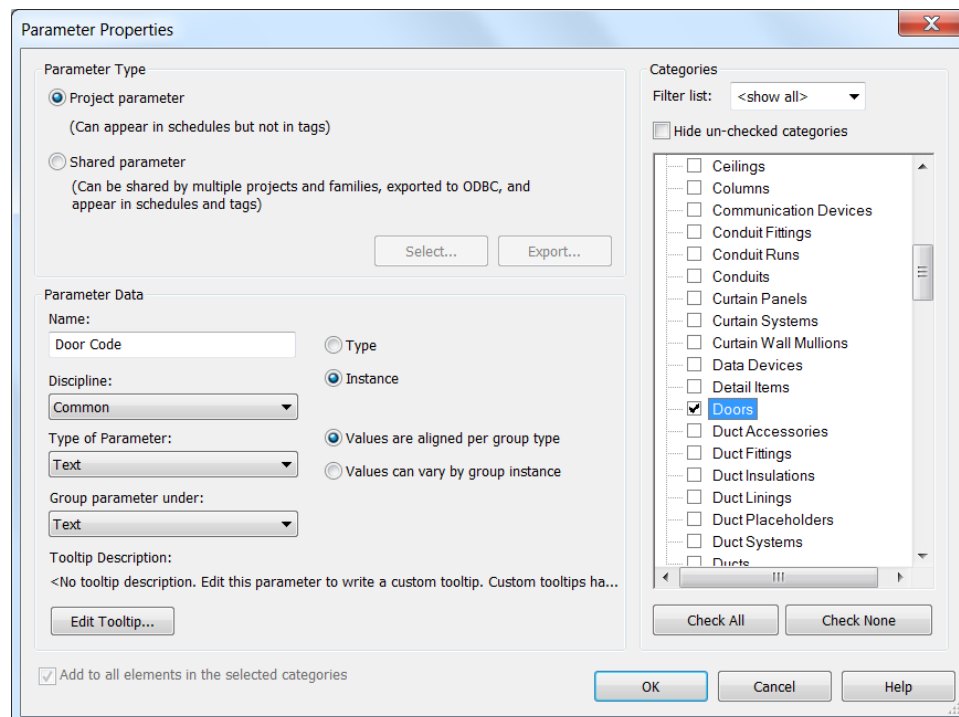 Parameter Properties
Parameter Type
Project parameter
(Can appear in schedules but not in tags)
Shared parameter
(Can be shared by multiple projects and families, exported to ODBC, and
appear in schedules and tags)
Select...
Export...
Parameter Data
Name:
Door Code
Type
Discipline:
Instance
Common
Type of Parameter:
Values are aligned per group type
Text
Values can vary by group instance
Group parameter under:
Text
Tooltip Description:
<No tooltip description. Edit this parameter to write a custom tooltip. Custom tooltips ha...
Edit Tooltip...
Add to all elements in the selected categories
Categories
Filter list:
<show all>
Hide un-checked categories
Ceilings
Columns
Communication Devices
Conduit Fittings
Conduit Runs
Conduits
Curtain Panels
Curtain Systems
Curtain Wall Mullions
Data Devices
Detail Items
Doors
Duct Accessories
Duct Fittings
Duct Insulations
Duct Linings
Duct Placeholders
Duct Systems
Ducts
Check All
Check None
OK
Cancel
Help